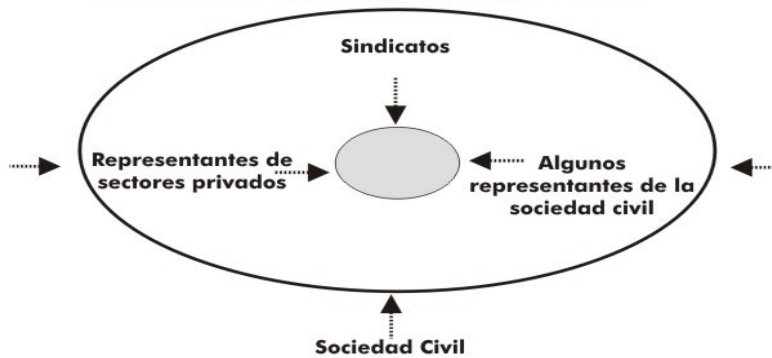 Sindicatos
Representantes de
sectores privados
Algunos
representantes de la
sociedad civil
Sociedad Civil